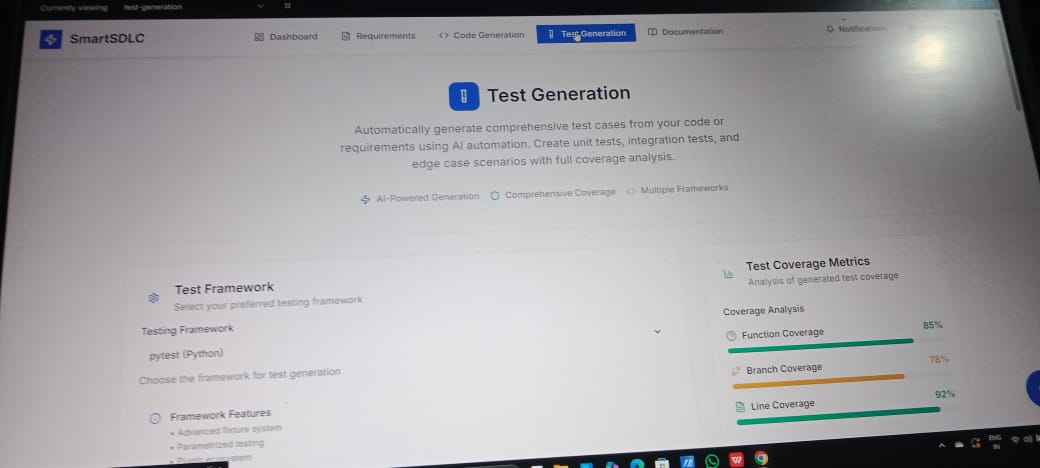 Currently viewing test-generation
SmartSDLC
Dashboard
Requirements
<> Code Generation
Test Generation
Documentation
Notifications
Test Generation
Automatically generate comprehensive test cases from your code or
requirements using AI automation. Create unit tests, integration tests, and
edge case scenarios with full coverage analysis.
AI-Powered Generation
Comprehensive Coverage
<> Multiple Frameworks
Test Framework
Select your preferred testing framework
Testing Framework
pytest (Python)
Choose the framework for test generation
Framework Features
• Advanced fixture system
• Parametrized testing
• Plugin ecosystem
Test Coverage Metrics
Analysis of generated test coverage
Coverage Analysis
Function Coverage 85%
Branch Coverage 78%
Line Coverage 92%
ENG
IN